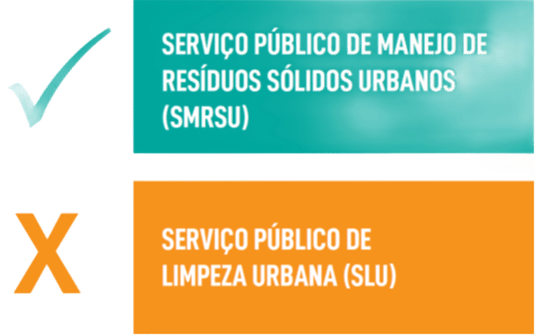 SERVIÇO PÚBLICO DE MANEJO DE
RESÍDUOS SÓLIDOS URBANOS
(SMRSU)
X
SERVIÇO PÚBLICO DE
LIMPEZA URBANA (SLU)